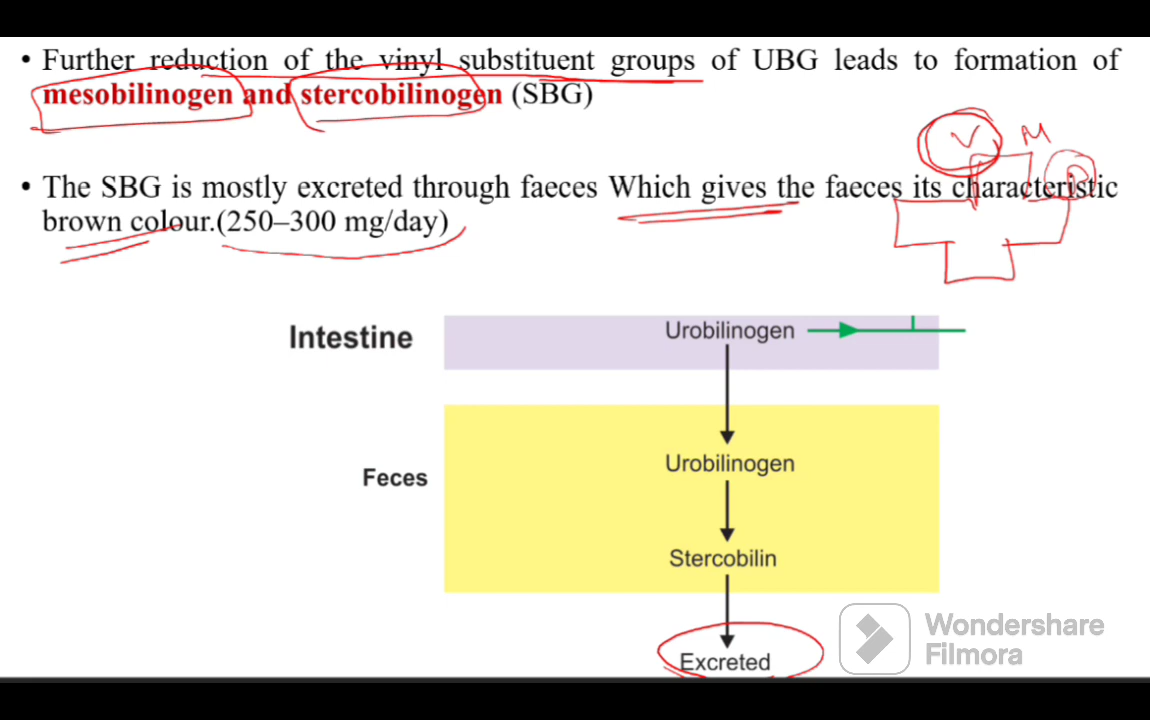 • Further reduction of the vinyl substituent groups of UBG leads to formation of
mesobilinogen and stercobilinogen (SBG)
V M
P
• The SBG is mostly excreted through faeces Which gives the faeces its characteristic
brown colour.(250–300 mg/day)
Intestine
Urobilinogen
Feces
Urobilinogen
Stercobilin
Excreted
Wondershare
Filmora